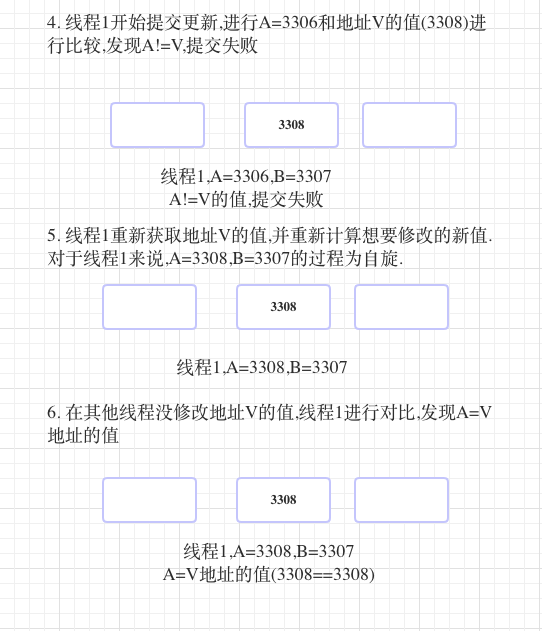 4. 线程1开始提交更新,进行A=3306和地址V的值(3308)进
行比较,发现A!=V,提交失败
3308
线程1,A=3306,B=3307
A!=V的值,提交失败
5. 线程1重新获取地址V的值,并重新计算想要修改的新值.
对于线程1来说,A=3308,B=3307的过程为自旋.
3308
线程1,A=3308,B=3307
6. 在其他线程没修改地址V的值,线程1进行对比,发现A=V
地址的值
3308
线程1,A=3308,B=3307
A=V地址的值(3308==3308)